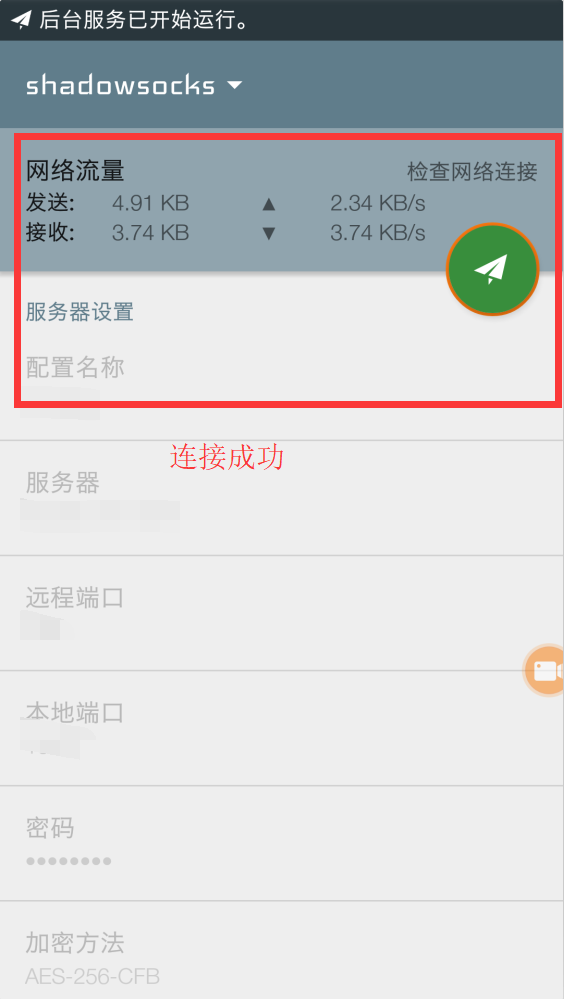 后台服务已开始运行。
shadowsocks
网络流量 检查网络连接
发送: 4.91 KB ▲ 2.34 KB/s
接收: 3.74 KB ▼ 3.74 KB/s
服务器设置
配置名称
连接成功
服务器
远程端口
本地端口
密码
••••••••
加密方法
AES-256-CFB